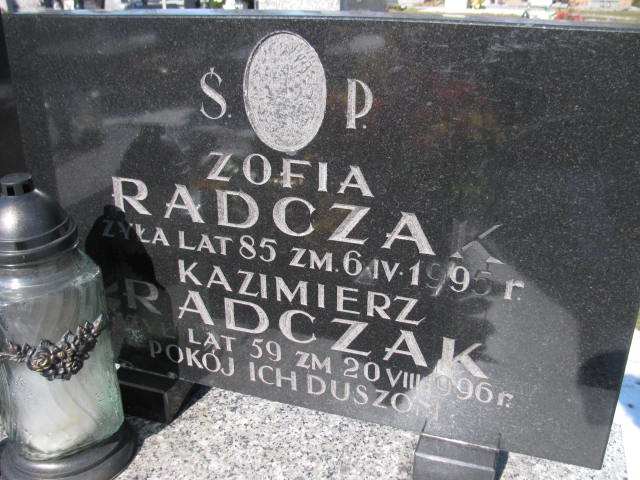 Ś. P.
ZOFIA
RADCZAK
ŻYŁA LAT 85 ZM. 6 IV. 1995 r.
KAZIMIERZ
RADCZAK
LAT 59 ZM 20 VIII 1996 r.
POKÓJ ICH DUSZOM